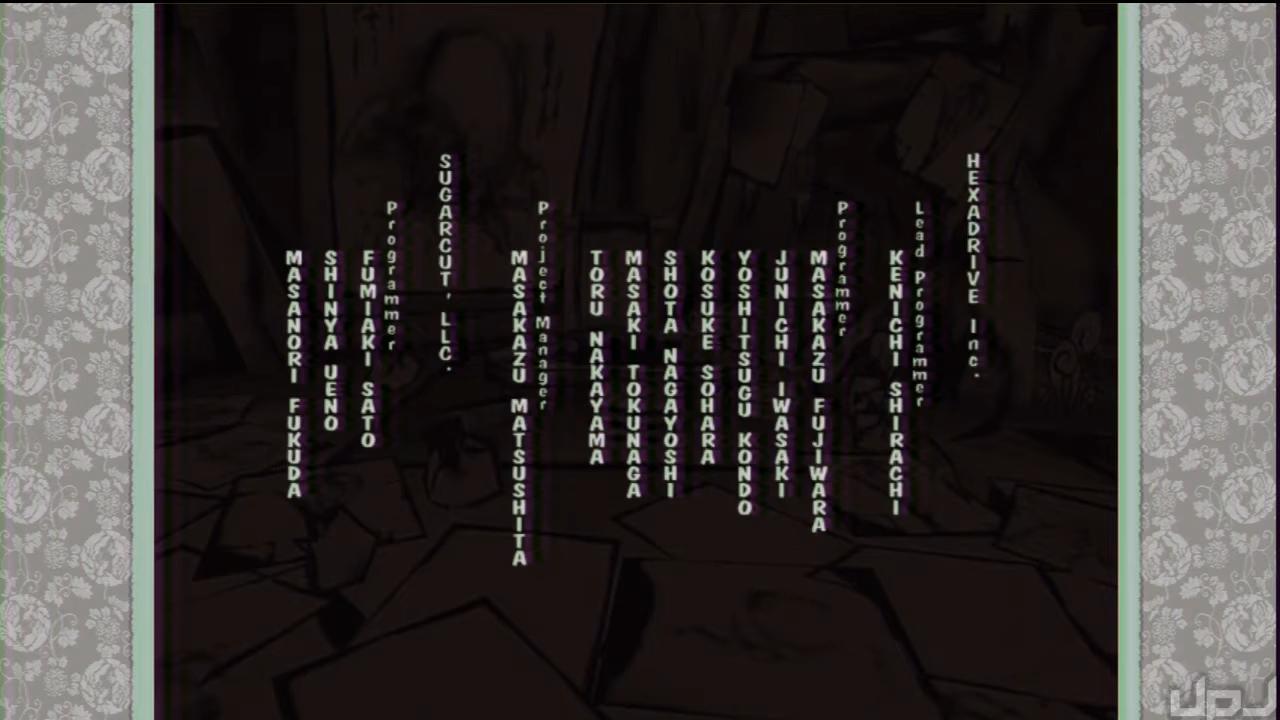 HEXADRIVE Inc.
Lead Programmer
KENICHI SHIRACHI
Programmer
MASAKAZU FUJIWARA
JUNICHI IWASAKI
YOSHITSUGU KONDO
KOSUKE SOHARA
SHOTA NAGAYOSHI
MASAKI TOKUNAGA
TORU NAKAYAMA
Project Manager
MASAKAZU MATSUSHITA
SUGARCUT, LLC.
Programmer
FUMIAKI SATO
SHINYA UENO
MASANORI FUKUDA